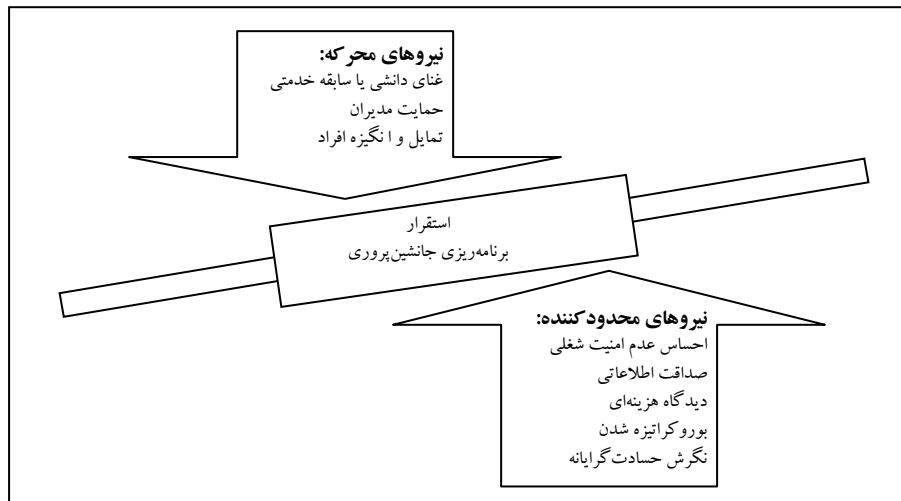 نیروهای محرکه:
غنای دانشی یا سابقه خدمتی
حمایت مدیران
تمایل و انگیزه افراد
استقرار
برنامه‌ریزی جانشین‌پروری
نیروهای محدودکننده:
احساس عدم امنیت شغلی
صداقت اطلاعاتی
دیدگاه هزینه‌ای
بوروکراتیزه شدن
نگرش حسادت‌گرایانه